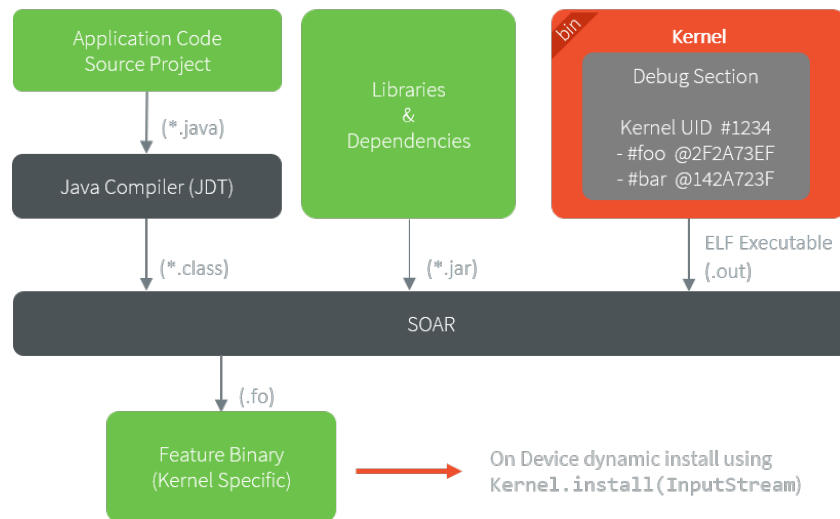 Application Code
Source Project
(*.java)
Java Compiler (JDT)
(*.class)
Libraries
&
Dependencies
(*.jar)
bin
Kernel
Debug Section
Kernel UID #1234
- #foo @2F2A73EF
- #bar @142A723F
ELF Executable
(.out)
SOAR
(.fo)
Feature Binary
(Kernel Specific)
On Device dynamic install using
Kernel.install(InputStream)